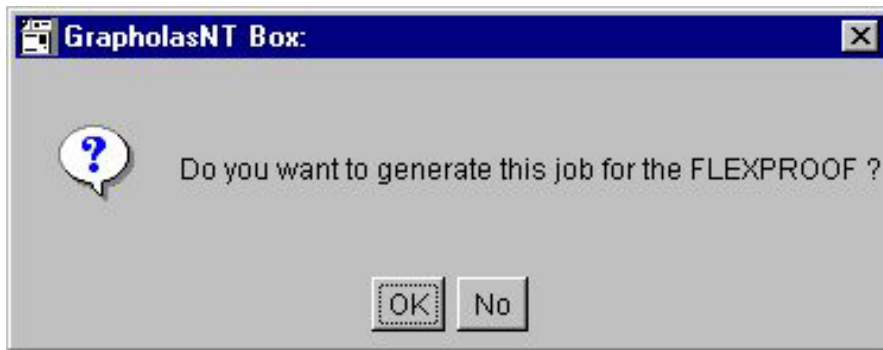 GrapholasNT Box:
Do you want to generate this job for the FLEXPROOF ?
OK No